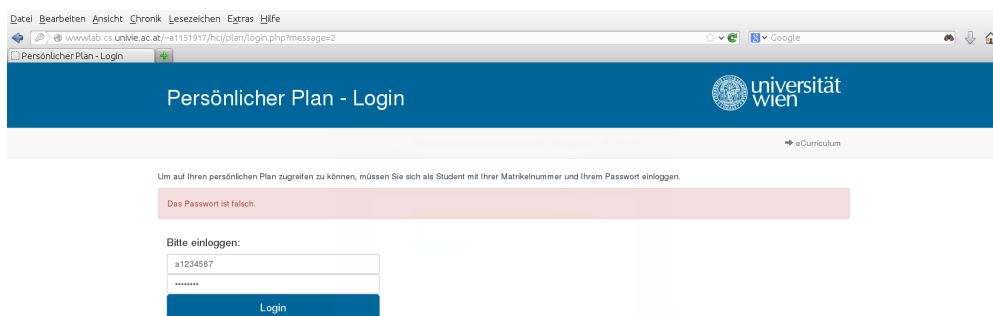 Datei Bearbeiten Ansicht Chronik Lesezeichen Extras Hilfe
wwwlab.cs.univie.ac.at/~a1151917/hci/plan/login.php?message=2
Google
Persönlicher Plan - Login
Persönlicher Plan - Login
universität
wien
eCurriculum
Um auf Ihren persönlichen Plan zugreifen zu können, müssen Sie sich als Student mit Ihrer Matrikelnummer und Ihrem Passwort einloggen.
Das Passwort ist falsch.
Bitte einloggen:
a1234567
••••••••
Login